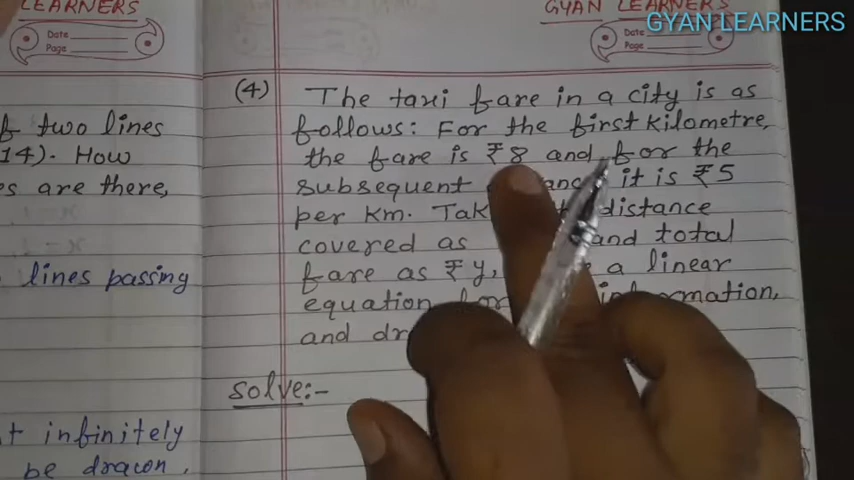 LEARNERS
Date
Page
f two lines
14). How
s are there,
lines passing
t infinitely
be drawn.
GYAN LEARNERS
GYAN LEARNERS
Date
Page
(4) The taxi fare in a city is as
follows: For the first kilometre,
the fare is ₹8 and for the
subsequent it is ₹5
per km. distance
covered as and total
fare as ₹y, a linear
equation information,
and
Solve:-